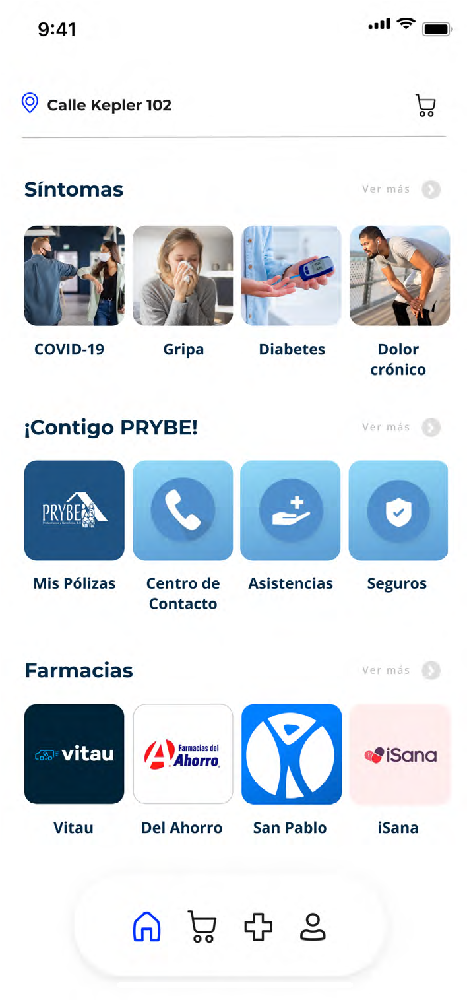 9:41
Calle Kepler 102
Síntomas
Ver más
COVID-19
Gripa
Diabetes
Dolor
crónico
¡Contigo PRYBE!
Ver más
PRYBE
Mis Pólizas
Centro de
Contacto
Asistencias
Seguros
Farmacias
Ver más
vitau
Farmacias del
Ahorro
iSana
Vitau
Del Ahorro
San Pablo
iSana